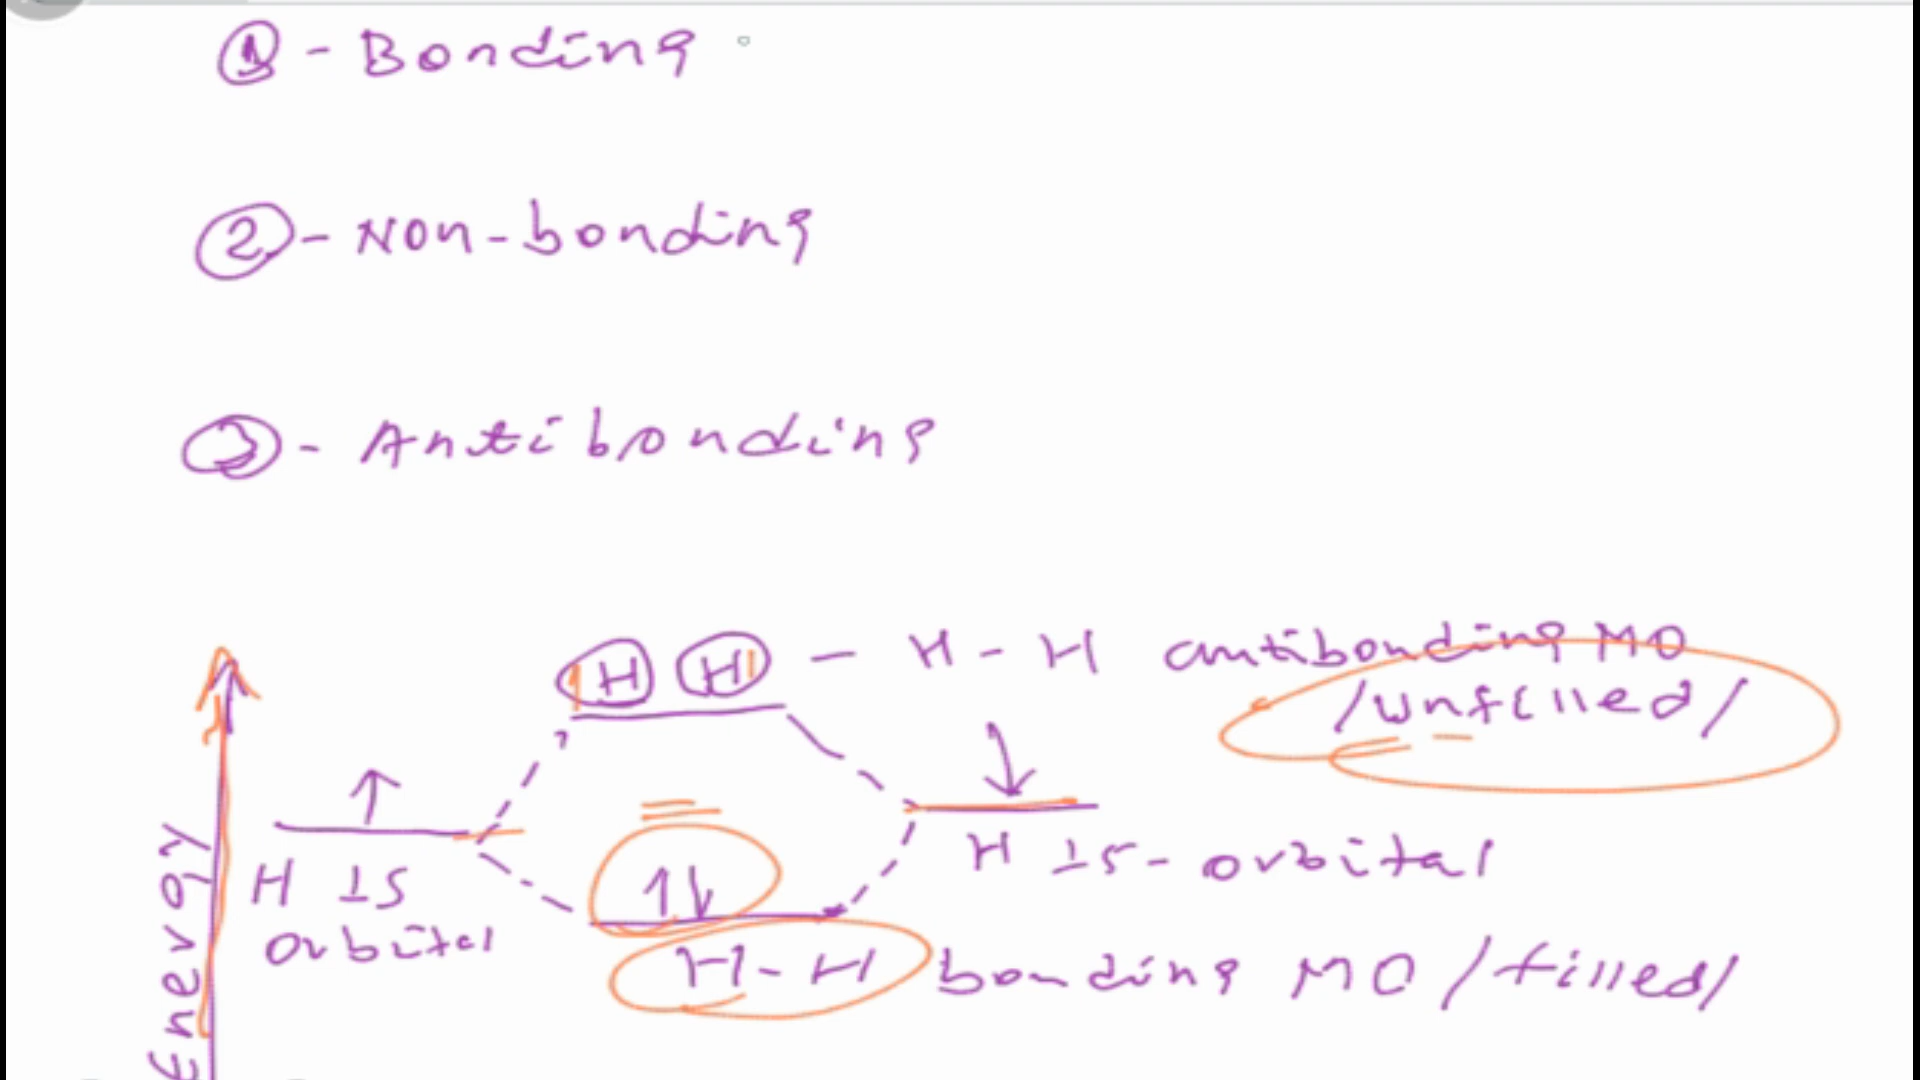 ① - Bonding
② - Non-bonding
③ - Antibonding
H H - H - H antibonding MO
/unfilled/
H 1s
orbital
H 1s - orbital
H - H bonding MO /filled/
Energy